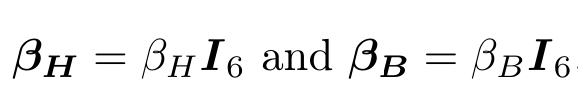 𝜷_𝑯 = β_H 𝑰_6 and 𝜷_𝑩 = β_B 𝑰_6.